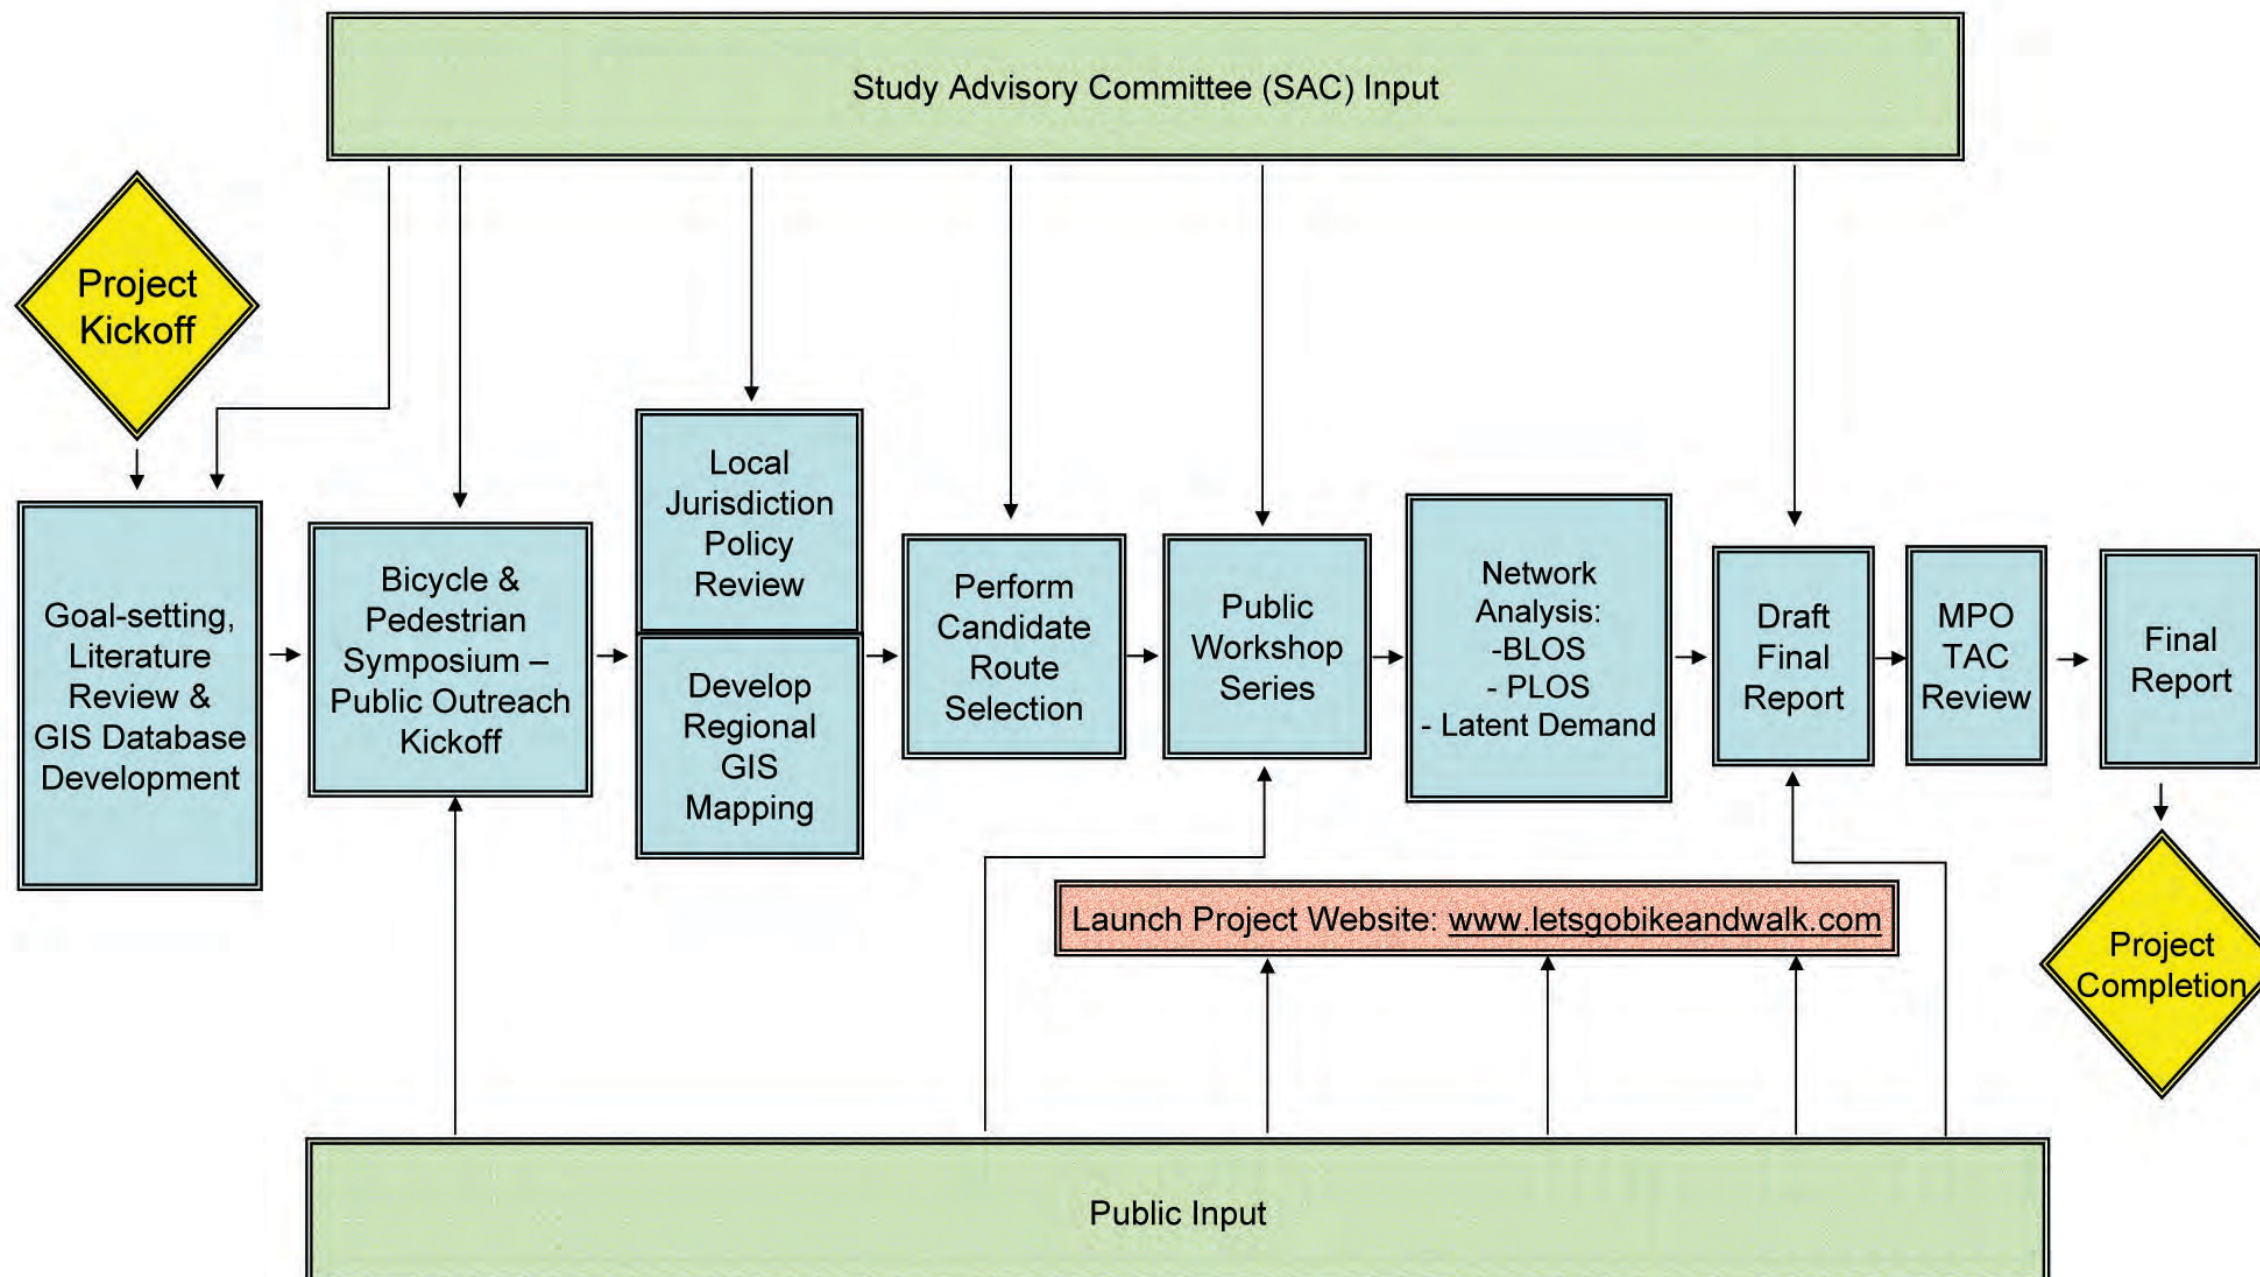 Study Advisory Committee (SAC) Input
Project
Kickoff
Goal-setting,
Literature
Review &
GIS Database
Development
Bicycle &
Pedestrian
Symposium –
Public Outreach
Kickoff
Local
Jurisdiction
Policy
Review
Develop
Regional
GIS
Mapping
Perform
Candidate
Route
Selection
Public
Workshop
Series
Network
Analysis:
-BLOS
- PLOS
- Latent Demand
Draft
Final
Report
MPO
TAC
Review
Final
Report
Launch Project Website: www.letsgobikeandwalk.com
Project
Completion
Public Input